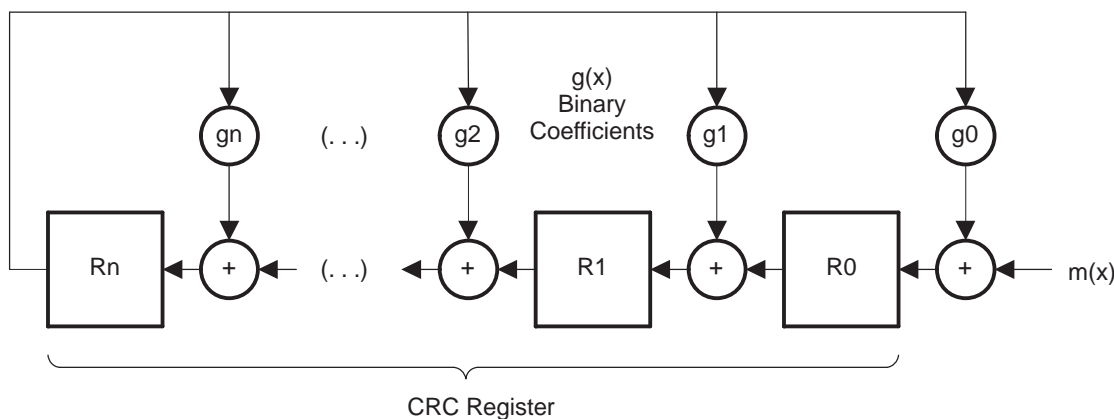 g(x)
Binary
Coefficients
gn
(. . .)
g2
g1
g0
Rn
+
(. . .)
+
R1
+
R0
+
m(x)
CRC Register